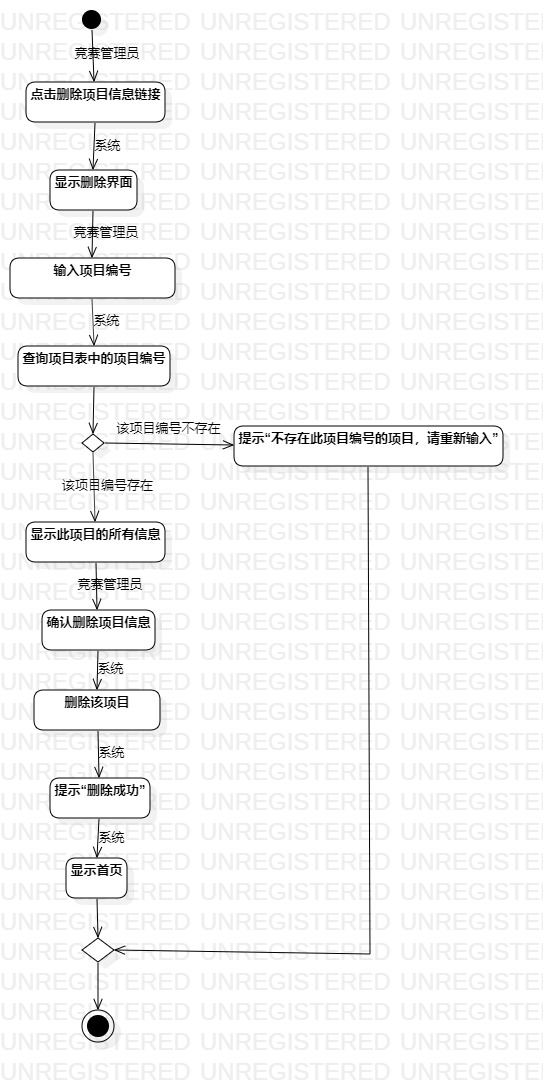 竞赛管理员
点击删除项目信息链接
系统
显示删除界面
竞赛管理员
输入项目编号
系统
查询项目表中的项目编号
该项目编号不存在
提示“不存在此项目编号的项目，请重新输入”
该项目编号存在
显示此项目的所有信息
竞赛管理员
确认删除项目信息
系统
删除该项目
系统
提示“删除成功”
系统
显示首页
UNREGISTERED